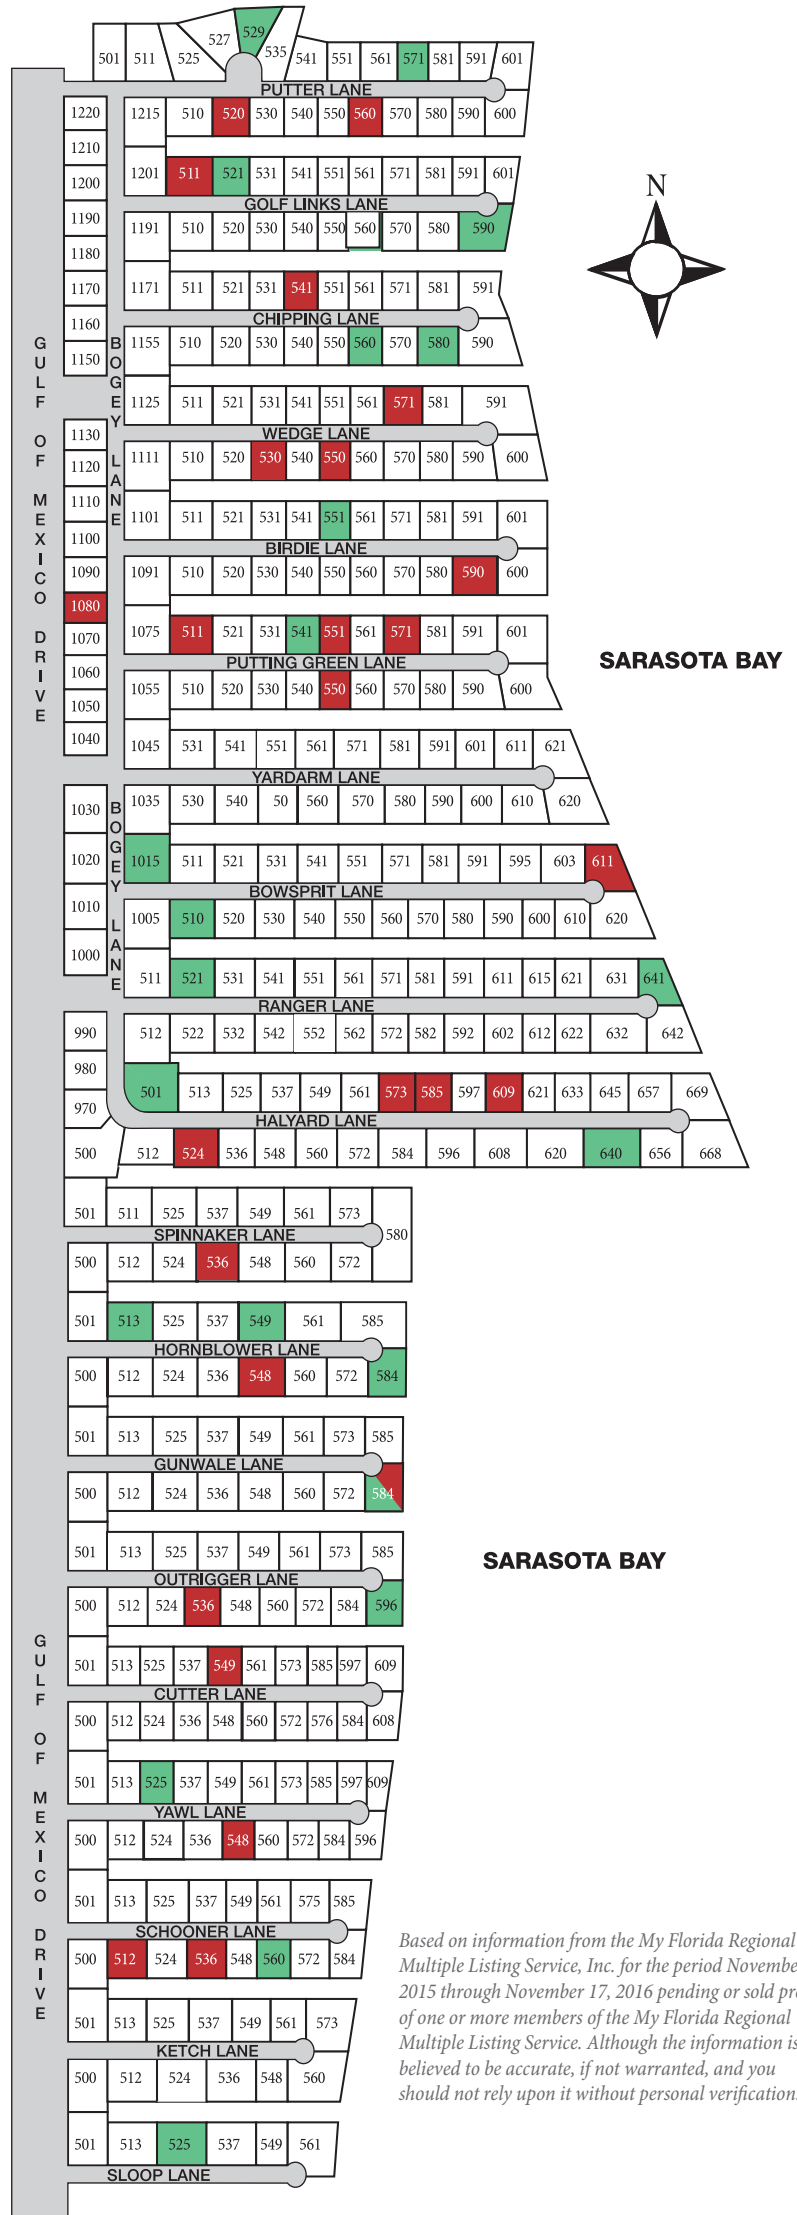 501 511 525 527 529 535 541 551 561 571 581 591 601
PUTTER LANE
1220 1215 510 520 530 540 550 560 570 580 590 600
1210
1200 1201 511 521 531 541 551 561 571 581 591 601
GOLF LINKS LANE
N
1190 1191 510 520 530 540 550 560 570 580 590
1180
1170 1171 511 521 531 541 551 561 571 581 591
CHIPPING LANE
1160
1150 1155 510 520 530 540 550 560 570 580 590
GULF OF MEXICO DRIVE
BOGEY LANE
1125 511 521 531 541 551 561 571 581 591
WEDGE LANE
1130
1120 1111 510 520 530 540 550 560 570 580 590 600
1110
1100 1101 511 521 531 541 551 561 571 581 591 601
BIRDIE LANE
1090 1091 510 520 530 540 550 560 570 580 590 600
1080
1070 1075 511 521 531 541 551 561 571 581 591 601
PUTTING GREEN LANE
SARASOTA BAY
1060
1050 1055 510 520 530 540 550 560 570 580 590 600
1040 1045 531 541 551 561 571 581 591 601 611 621
YARDARM LANE
1030 1035 530 540 50 560 570 580 590 600 610 620
BOGEY LANE
1020 1015 511 521 531 541 551 571 581 591 595 603 611
BOWSPRIT LANE
1010 1005 510 520 530 540 550 560 570 580 590 600 610 620
1000 511 521 531 541 551 561 571 581 591 611 615 621 631 641
RANGER LANE
990 512 522 532 542 552 562 572 582 592 602 612 622 632 642
980
970 501 513 525 537 549 561 573 585 597 609 621 633 645 657 669
HALYARD LANE
500 512 524 536 548 560 572 584 596 608 620 640 656 668
501 511 525 537 549 561 573 580
SPINNAKER LANE
500 512 524 536 548 560 572
501 513 525 537 549 561 585
HORNBLOWER LANE
500 512 524 536 548 560 572 584
501 513 525 537 549 561 573 585
GUNWALE LANE
500 512 524 536 548 560 572 584
501 513 525 537 549 561 573 585
OUTRIGGER LANE
SARASOTA BAY
500 512 524 536 548 560 572 584 596
GULF OF MEXICO DRIVE
501 513 525 537 549 561 573 585 597 609
CUTTER LANE
500 512 524 536 548 560 572 576 584 608
501 513 525 537 549 561 573 585 597 609
YAWL LANE
500 512 524 536 548 560 572 584 596
501 513 525 537 549 561 575 585
SCHOONER LANE
500 512 524 536 548 560 572 584
501 513 525 537 549 561 573
KETCH LANE
500 512 524 536 548 560
501 513 525 537 549 561
SLOOP LANE
Based on information from the My Florida Regional
Multiple Listing Service, Inc. for the period Novembe
2015 through November 17, 2016 pending or sold pr
of one or more members of the My Florida Regional
Multiple Listing Service. Although the information is
believed to be accurate, if not warranted, and you
should not rely upon it without personal verification